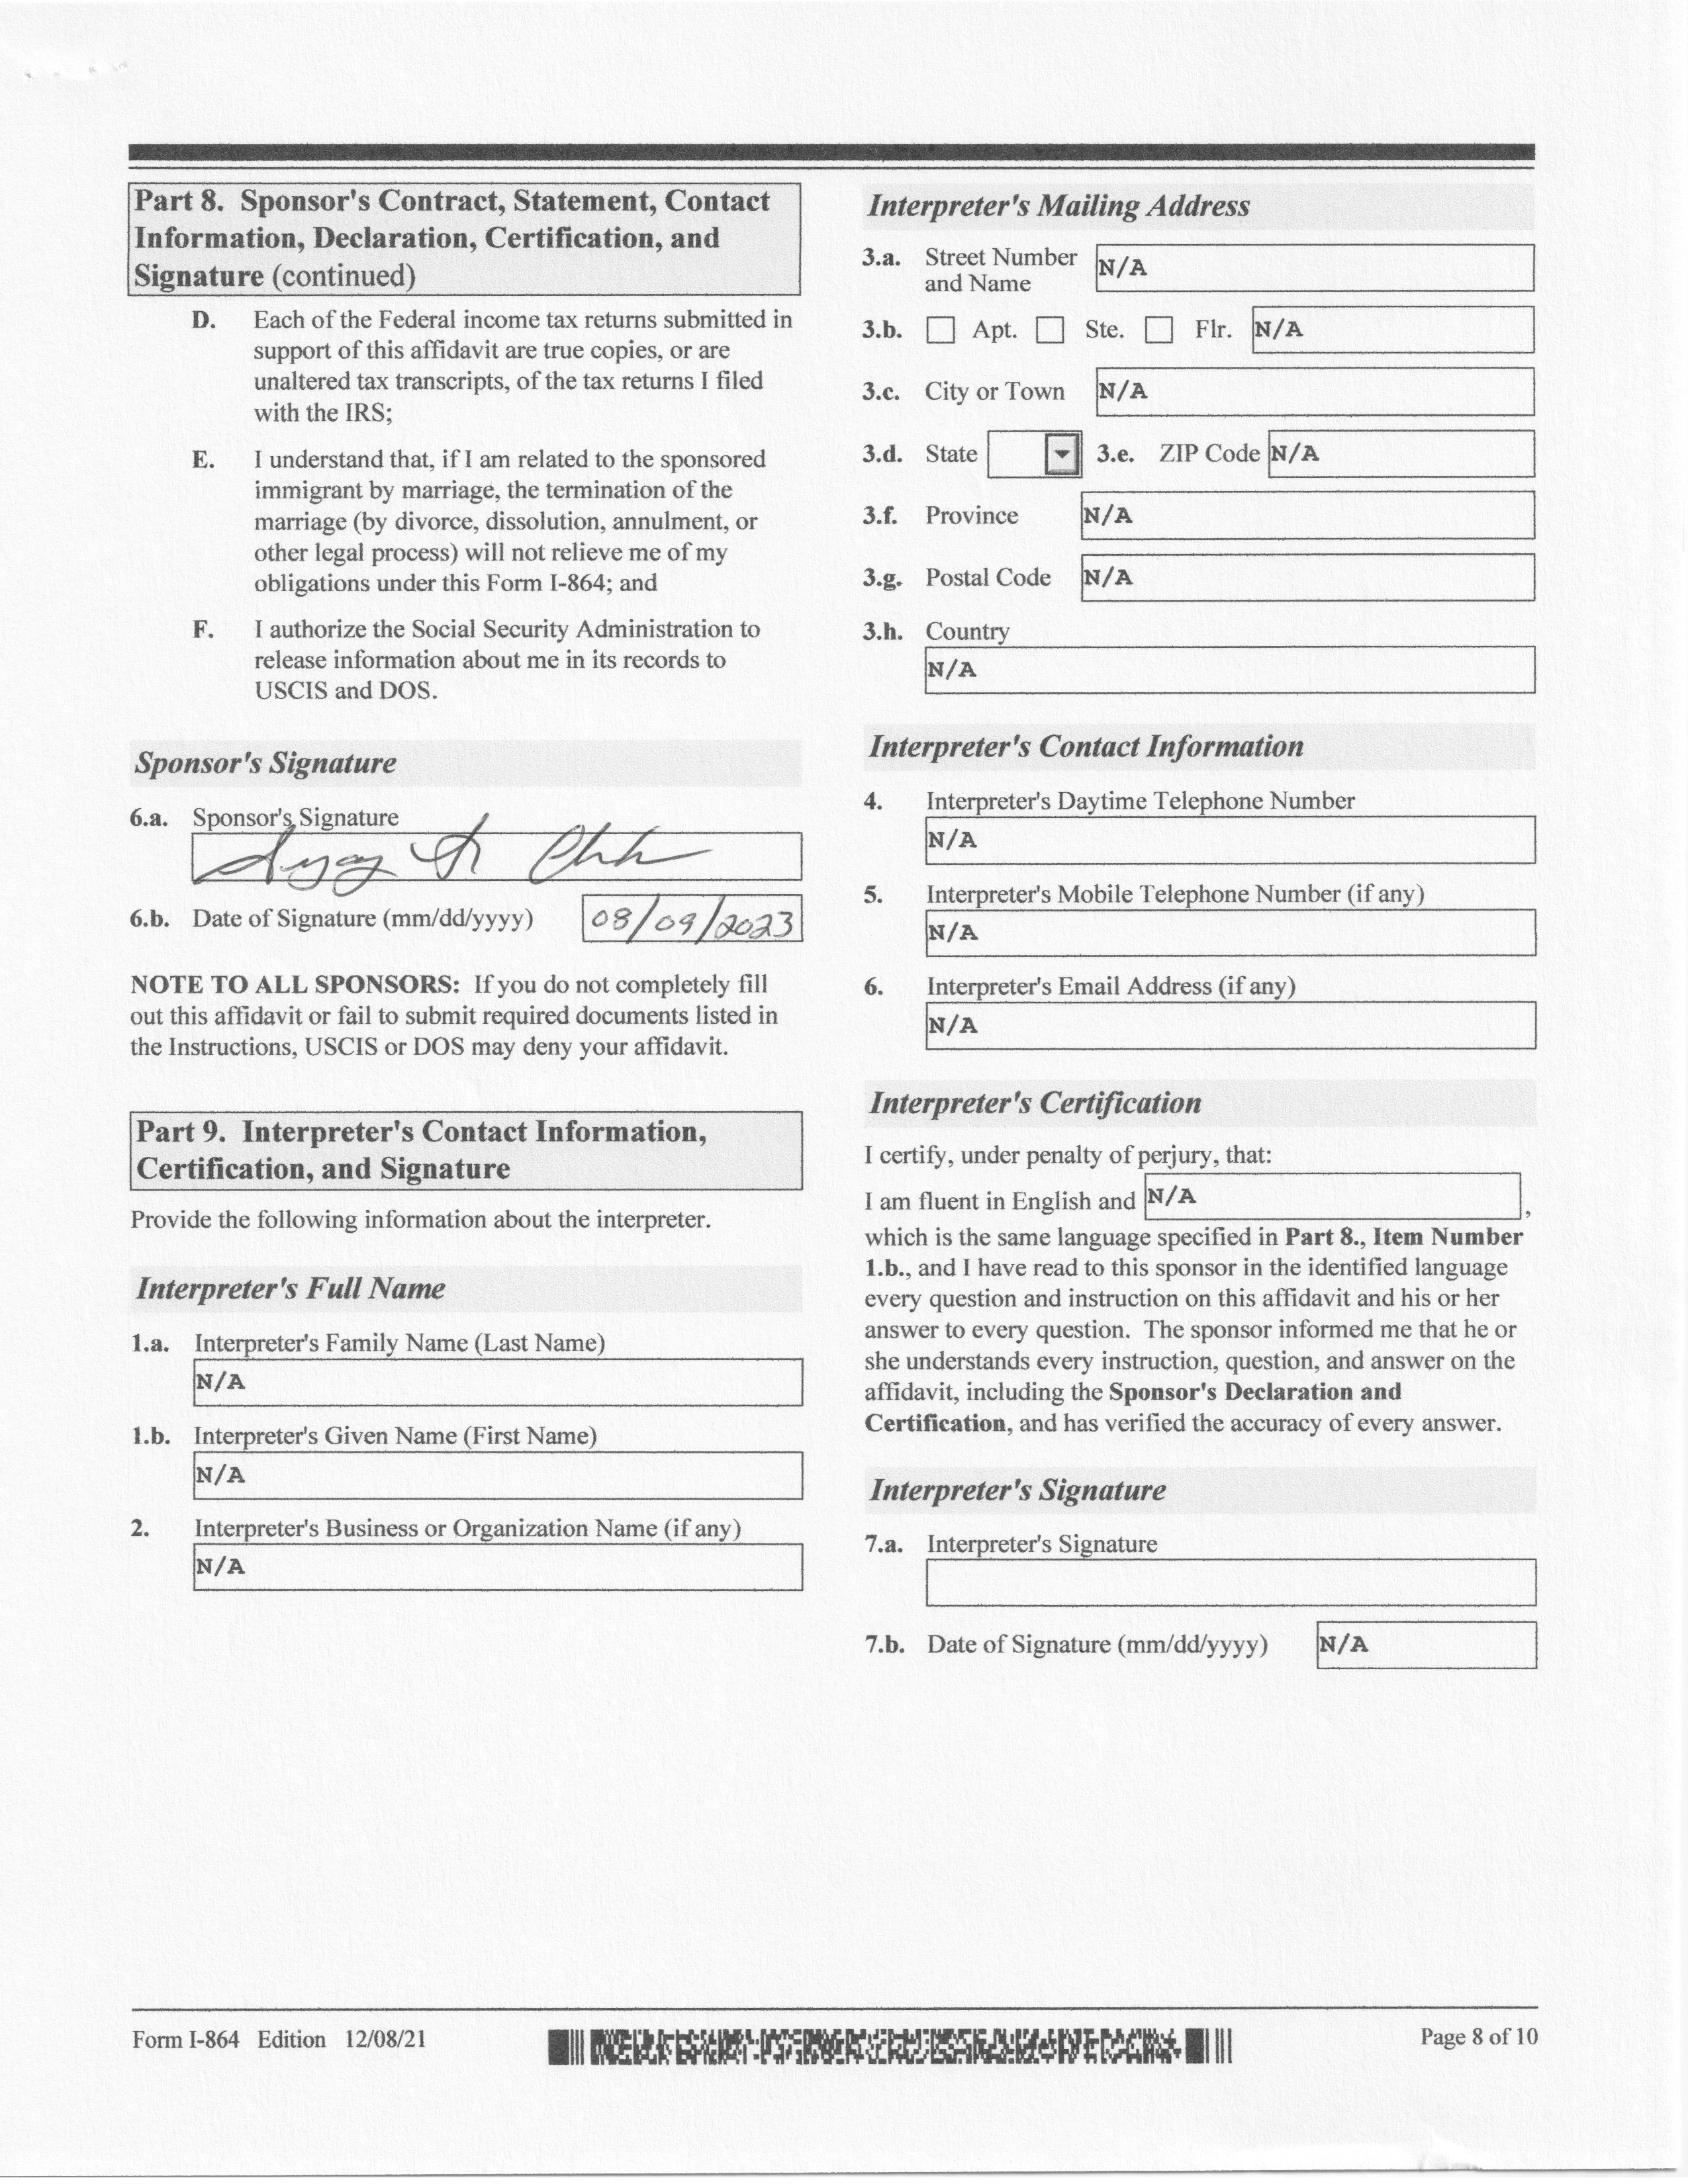 Part 8. Sponsor's Contract, Statement, Contact
Information, Declaration, Certification, and
Signature (continued)
D. Each of the Federal income tax returns submitted in
support of this affidavit are true copies, or are
unaltered tax transcripts, of the tax returns I filed
with the IRS;
E. I understand that, if I am related to the sponsored
immigrant by marriage, the termination of the
marriage (by divorce, dissolution, annulment, or
other legal process) will not relieve me of my
obligations under this Form I-864; and
F. I authorize the Social Security Administration to
release information about me in its records to
USCIS and DOS.
Sponsor's Signature
6.a. Sponsor's Signature
6.b. Date of Signature (mm/dd/yyyy) 08/09/2023
NOTE TO ALL SPONSORS: If you do not completely fill
out this affidavit or fail to submit required documents listed in
the Instructions, USCIS or DOS may deny your affidavit.
Part 9. Interpreter's Contact Information,
Certification, and Signature
Provide the following information about the interpreter.
Interpreter's Full Name
1.a. Interpreter's Family Name (Last Name)
N/A
1.b. Interpreter's Given Name (First Name)
N/A
2. Interpreter's Business or Organization Name (if any)
N/A
Interpreter's Mailing Address
3.a. Street Number
and Name
N/A
3.b. Apt. Ste. Flr. N/A
3.c. City or Town N/A
3.d. State 3.e. ZIP Code N/A
3.f. Province N/A
3.g. Postal Code N/A
3.h. Country
N/A
Interpreter's Contact Information
4. Interpreter's Daytime Telephone Number
N/A
5. Interpreter's Mobile Telephone Number (if any)
N/A
6. Interpreter's Email Address (if any)
N/A
Interpreter's Certification
I certify, under penalty of perjury, that:
I am fluent in English and N/A ,
which is the same language specified in Part 8., Item Number
1.b., and I have read to this sponsor in the identified language
every question and instruction on this affidavit and his or her
answer to every question. The sponsor informed me that he or
she understands every instruction, question, and answer on the
affidavit, including the Sponsor's Declaration and
Certification, and has verified the accuracy of every answer.
Interpreter's Signature
7.a. Interpreter's Signature
7.b. Date of Signature (mm/dd/yyyy) N/A
Form I-864 Edition 12/08/21
Page 8 of 10